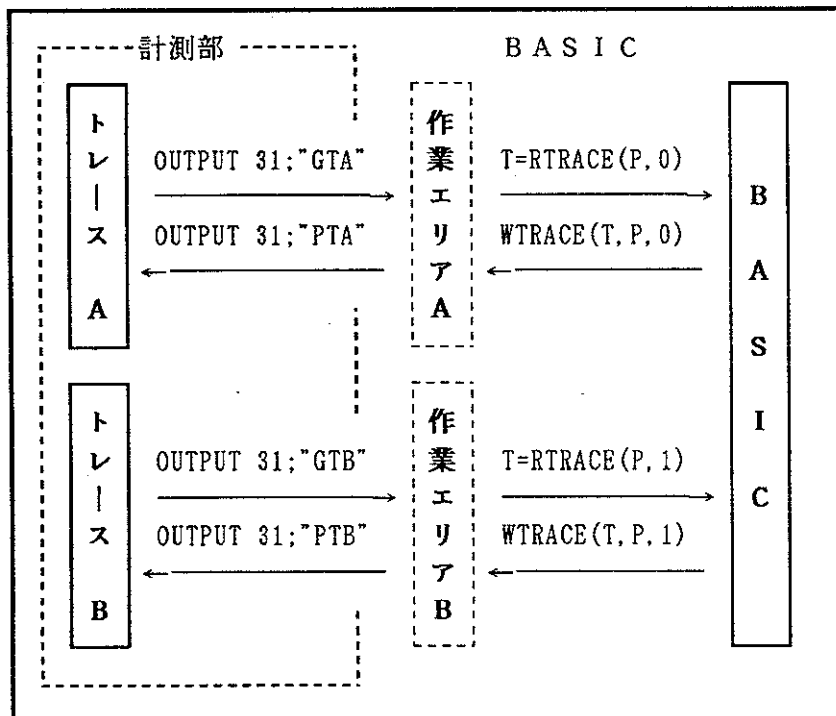 計測部
BASIC
トレース A
OUTPUT 31;"GTA"
OUTPUT 31;"PTA"
作業エリアA
T=RTRACE(P,0)
WTRACE(T,P,0)
トレース B
OUTPUT 31;"GTB"
OUTPUT 31;"PTB"
作業エリアB
T=RTRACE(P,1)
WTRACE(T,P,1)
BASIC